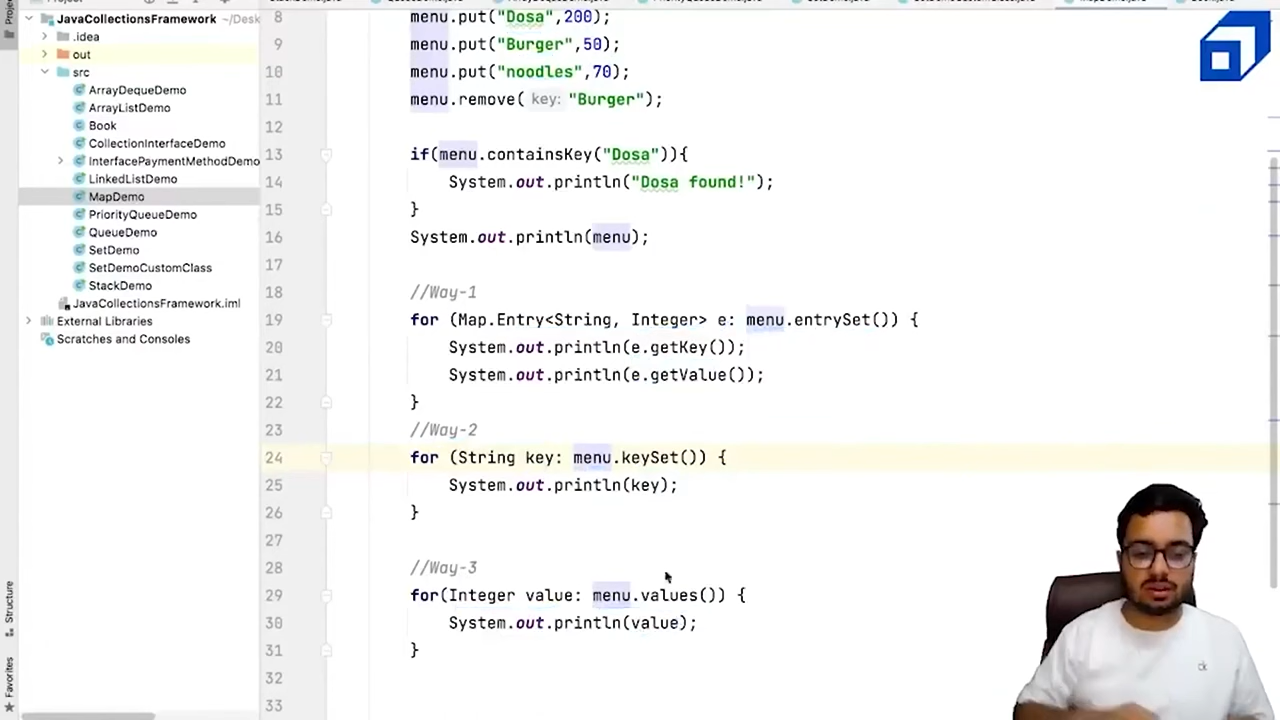 Project
JavaCollectionsFramework ~/Desk
.idea
out
src
ArrayDequeDemo
ArrayListDemo
Book
CollectionInterfaceDemo
InterfacePaymentMethodDemo
LinkedListDemo
MapDemo
PriorityQueueDemo
QueueDemo
SetDemo
SetDemoCustomClass
StackDemo
JavaCollectionsFramework.iml
External Libraries
Scratches and Consoles
Structure
Favorites
8 menu.put("Dosa",200);
9 menu.put("Burger",50);
10 menu.put("noodles",70);
11 menu.remove( key: "Burger");
12
13 if(menu.containsKey("Dosa")){
14 System.out.println("Dosa found!");
15 }
16 System.out.println(menu);
17
18 //Way-1
19 for (Map.Entry<String, Integer> e: menu.entrySet()) {
20 System.out.println(e.getKey());
21 System.out.println(e.getValue());
22 }
23 //Way-2
24 for (String key: menu.keySet()) {
25 System.out.println(key);
26 }
27
28 //Way-3
29 for(Integer value: menu.values()) {
30 System.out.println(value);
31 }
32
33